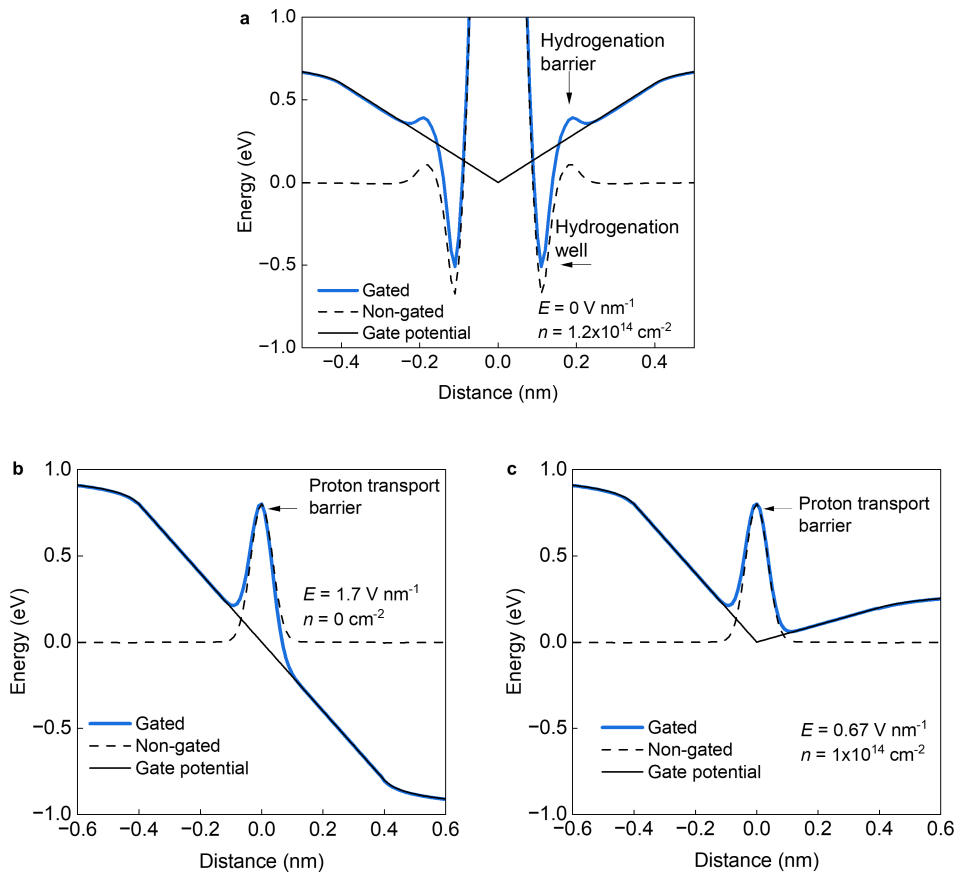 a
1.0
0.5
0.0
−0.5
−1.0
Energy (eV)
Hydrogenation
barrier
Hydrogenation
well
Gated
Non-gated
Gate potential
E = 0 V nm⁻¹
n = 1.2x10¹⁴ cm⁻²
−0.4 −0.2 0.0 0.2 0.4
Distance (nm)
b
1.0
0.5
0.0
−0.5
−1.0
Energy (eV)
Proton transport
barrier
E = 1.7 V nm⁻¹
n = 0 cm⁻²
Gated
Non-gated
Gate potential
−0.6 −0.4 −0.2 0.0 0.2 0.4 0.6
Distance (nm)
c
1.0
0.5
0.0
−0.5
−1.0
Energy (eV)
Proton transport
barrier
Gated
Non-gated
Gate potential
E = 0.67 V nm⁻¹
n = 1x10¹⁴ cm⁻²
−0.6 −0.4 −0.2 0.0 0.2 0.4 0.6
Distance (nm)